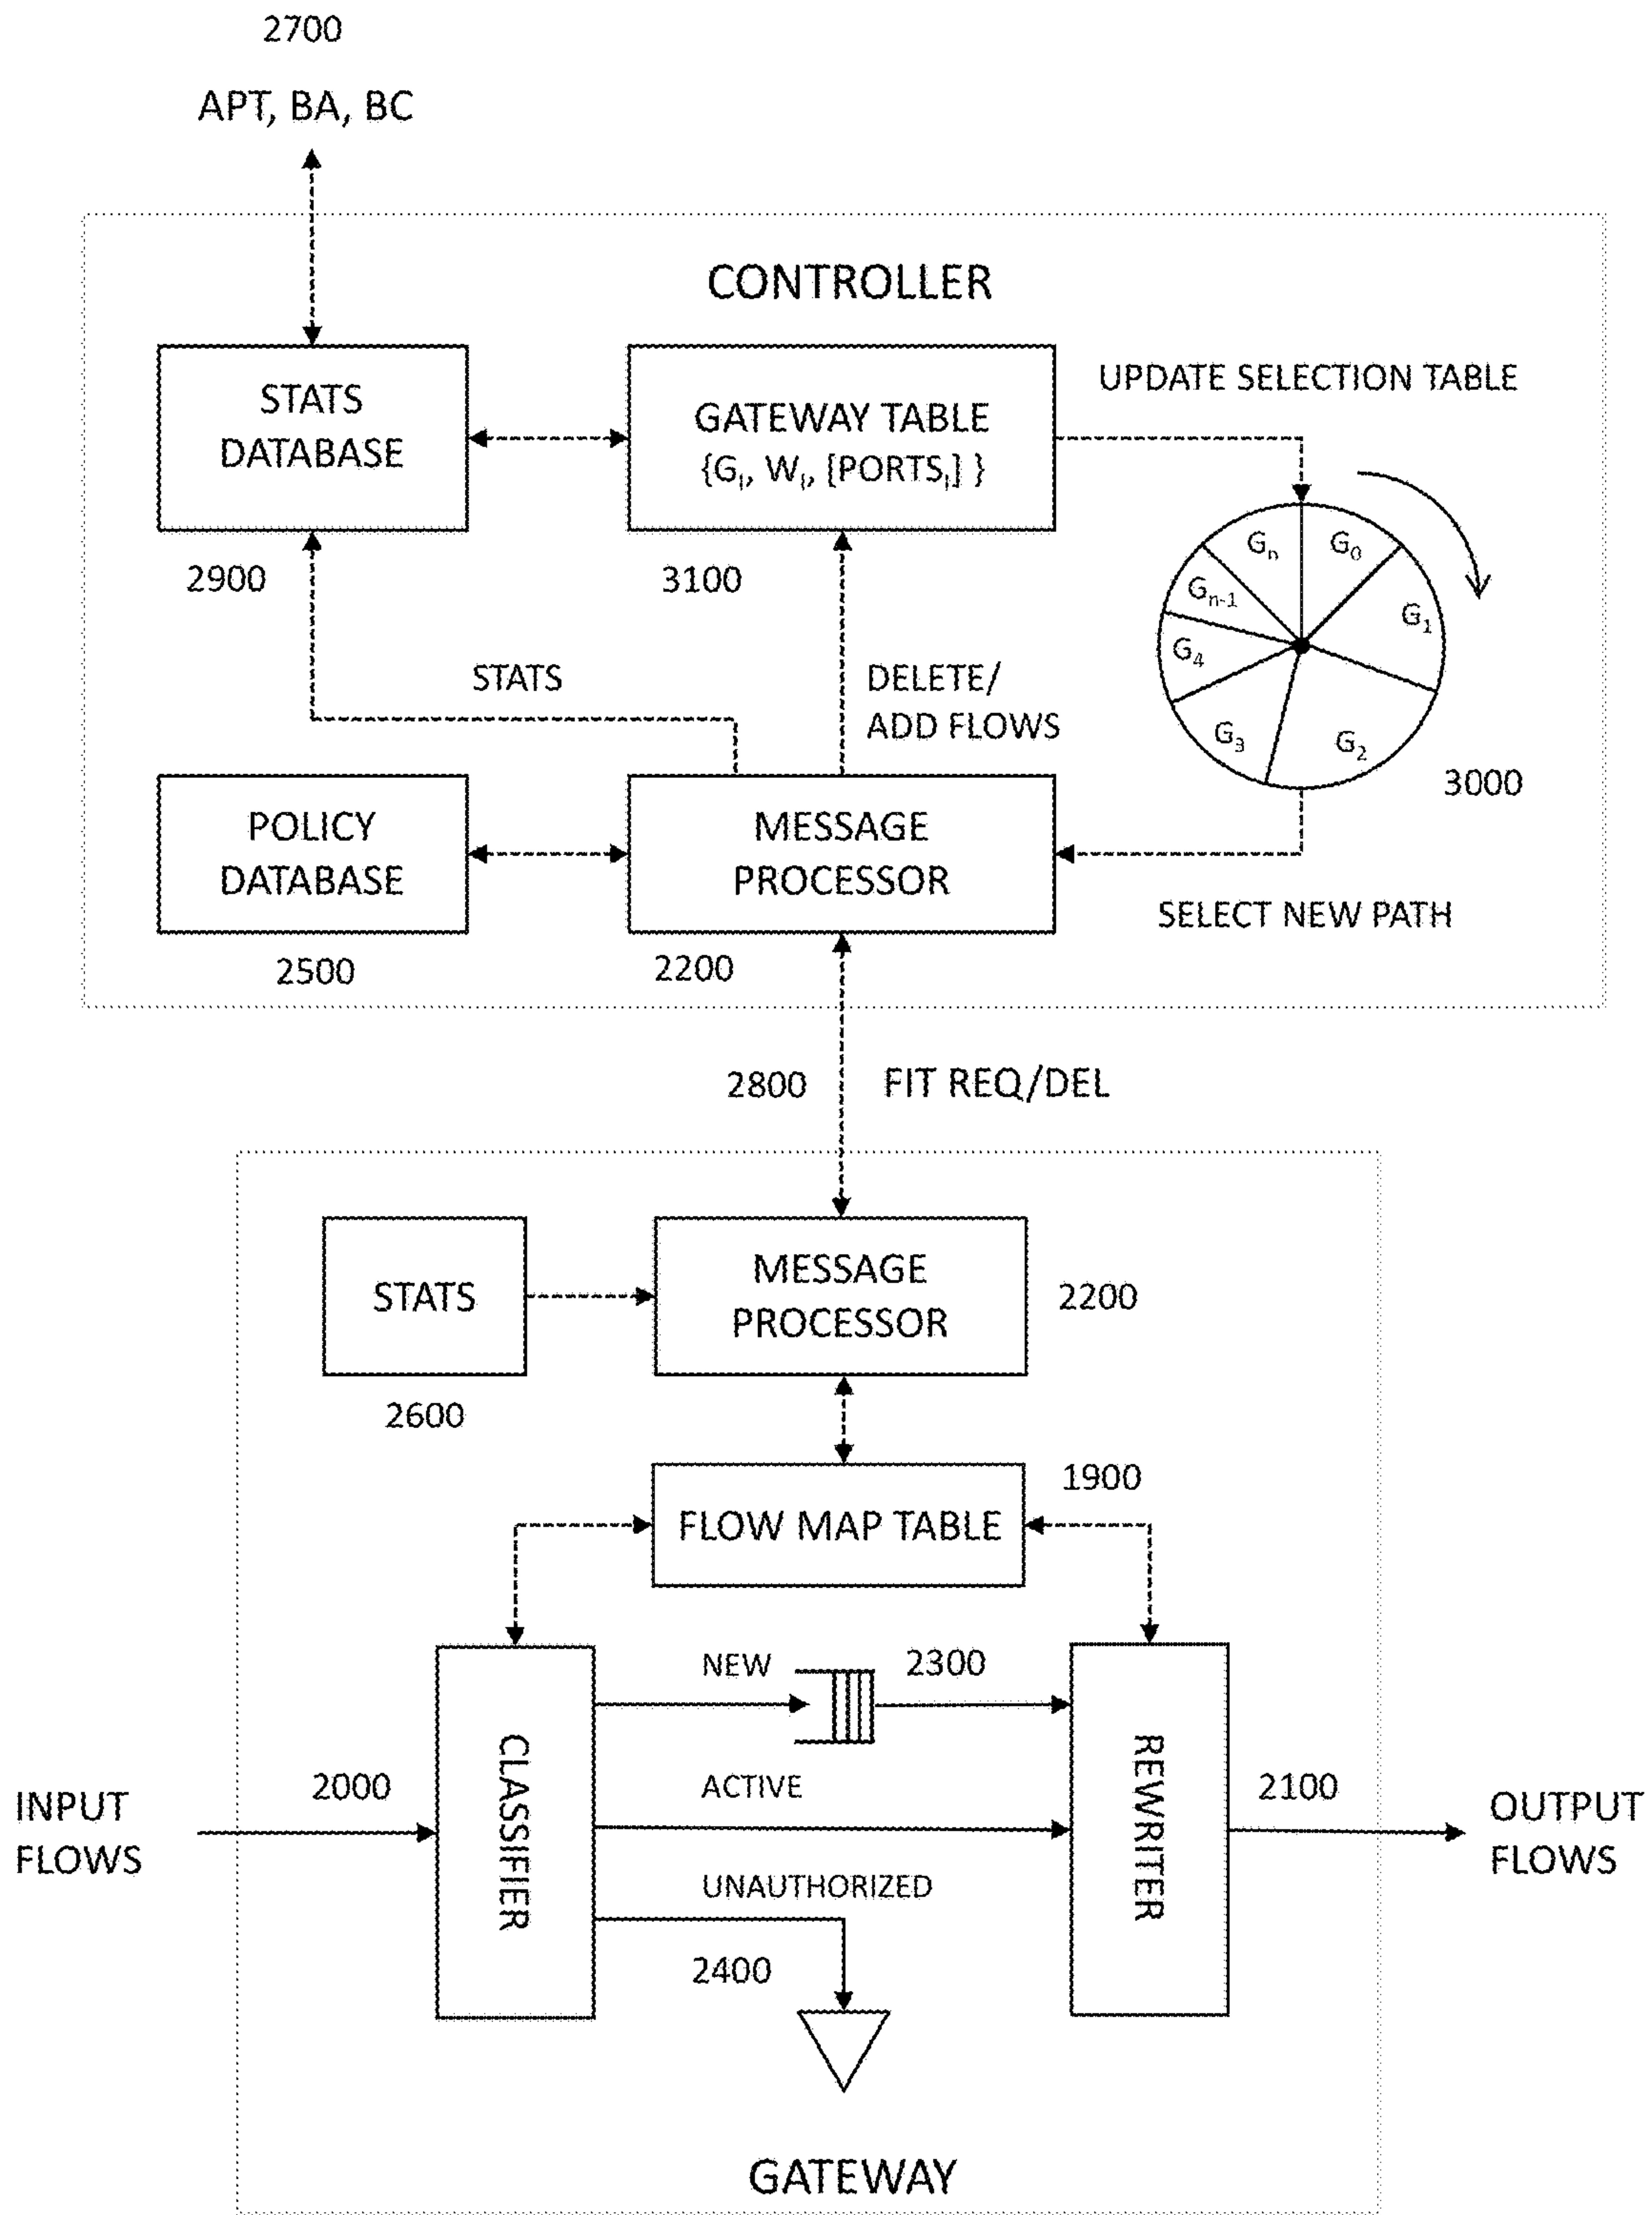 2700
APT, BA, BC
CONTROLLER
STATS
DATABASE
2900
GATEWAY TABLE
{Gᵢ, Wᵢ, [PORTSᵢ] }
3100
UPDATE SELECTION TABLE
Gₙ
G₀
Gₙ₋₁
G₁
G₄
G₃
G₂
3000
STATS
DELETE/
ADD FLOWS
POLICY
DATABASE
2500
MESSAGE
PROCESSOR
2200
SELECT NEW PATH
2800
FIT REQ/DEL
STATS
2600
MESSAGE
PROCESSOR
2200
1900
FLOW MAP TABLE
NEW
2300
INPUT
FLOWS
2000
CLASSIFIER
ACTIVE
REWRITER
2100
OUTPUT
FLOWS
UNAUTHORIZED
2400
GATEWAY